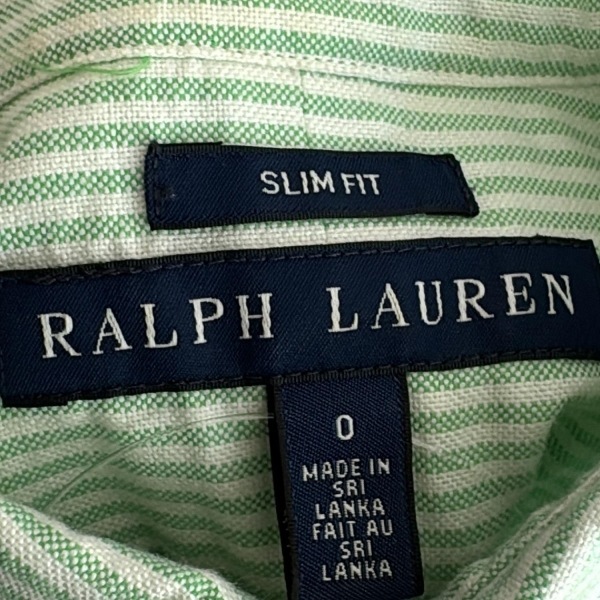 SLIM FIT
RALPH LAUREN
0
MADE IN
SRI
LANKA
FAIT AU
SRI
LANKA